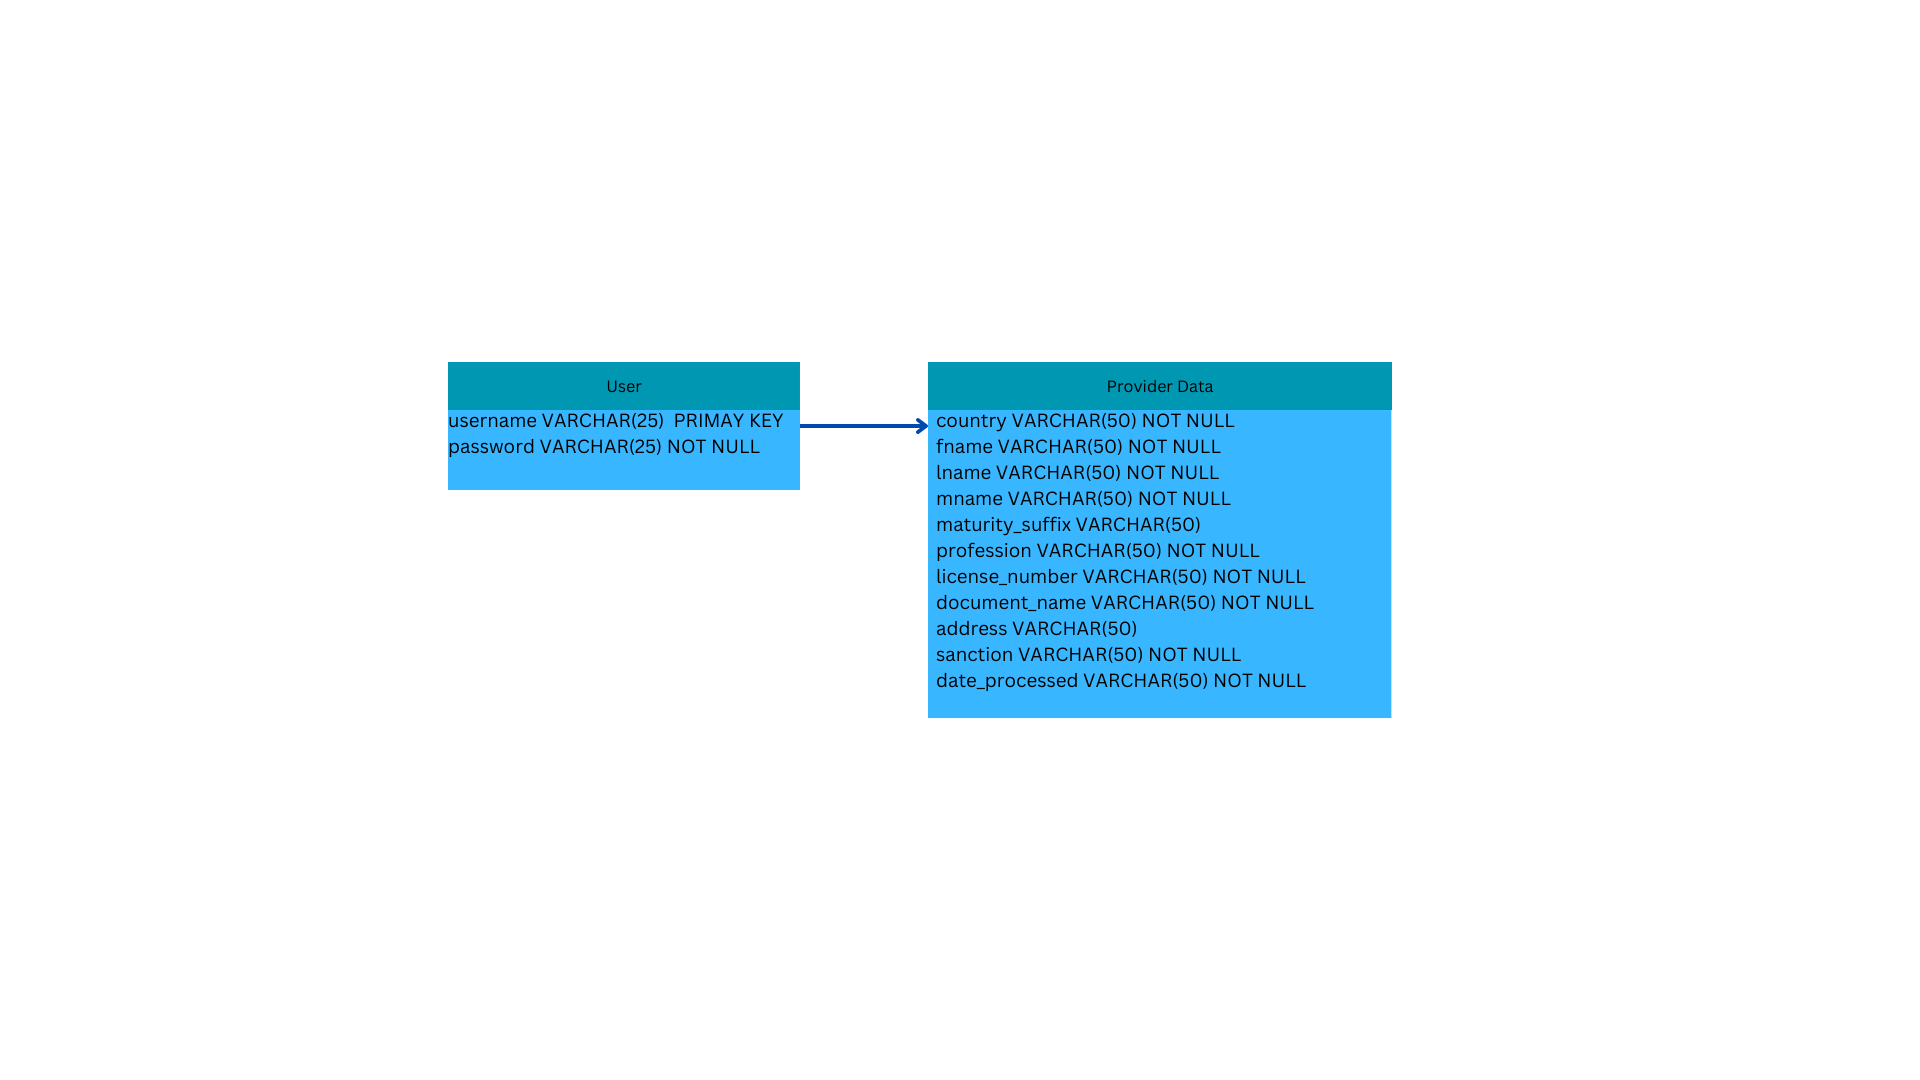 User
username VARCHAR(25)  PRIMAY KEY
password VARCHAR(25) NOT NULL
Provider Data
country VARCHAR(50) NOT NULL
fname VARCHAR(50) NOT NULL
lname VARCHAR(50) NOT NULL
mname VARCHAR(50) NOT NULL
maturity_suffix VARCHAR(50)
profession VARCHAR(50) NOT NULL
license_number VARCHAR(50) NOT NULL
document_name VARCHAR(50) NOT NULL
address VARCHAR(50)
sanction VARCHAR(50) NOT NULL
date_processed VARCHAR(50) NOT NULL